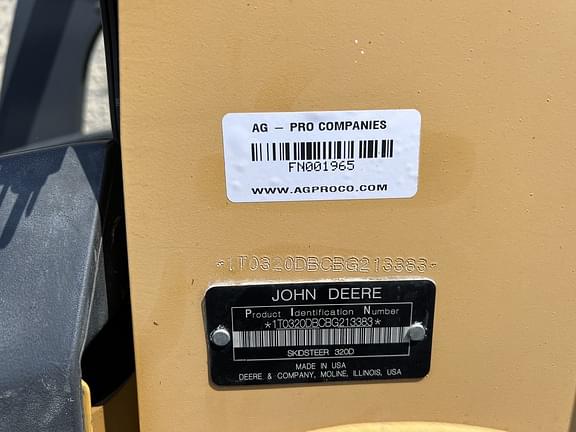 AG - PRO COMPANIES
FN001965
WWW.AGPROCO.COM
*1T0320DBCBG213383*
JOHN DEERE
Product Identification Number
*1T0320DBCBG213383*
SKIDSTEER 320D
MADE IN USA
DEERE & COMPANY, MOLINE, ILLINOIS, USA